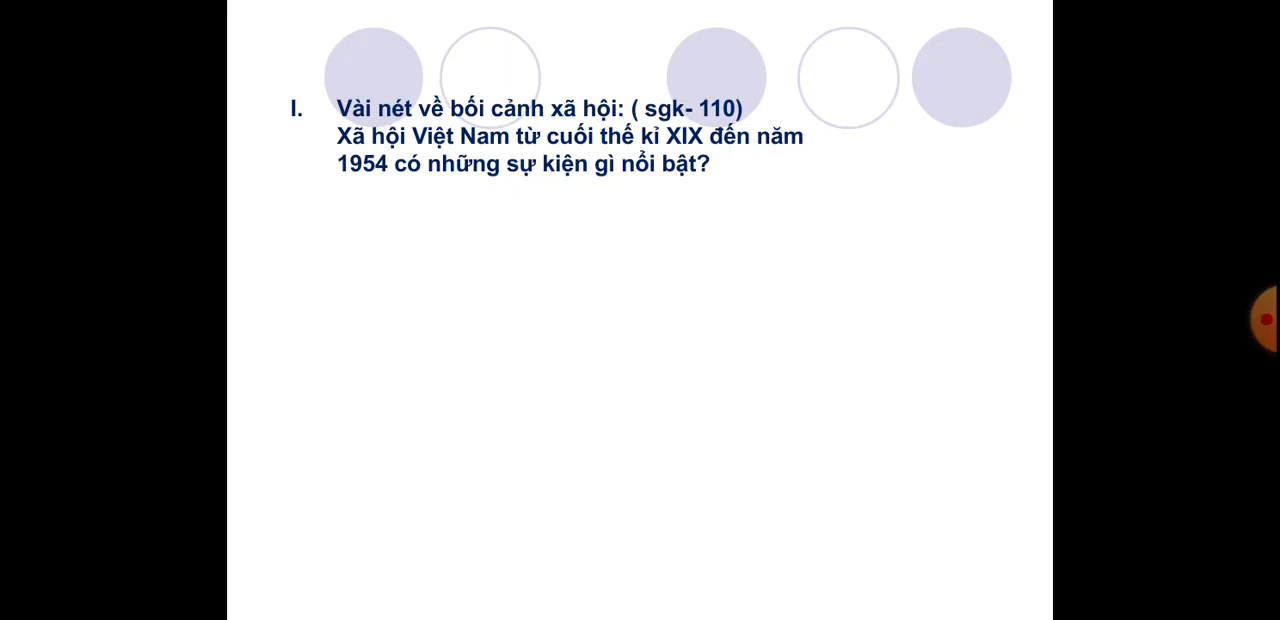 I. Vài nét về bối cảnh xã hội: ( sgk- 110)
Xã hội Việt Nam từ cuối thế kỉ XIX đến năm
1954 có những sự kiện gì nổi bật?